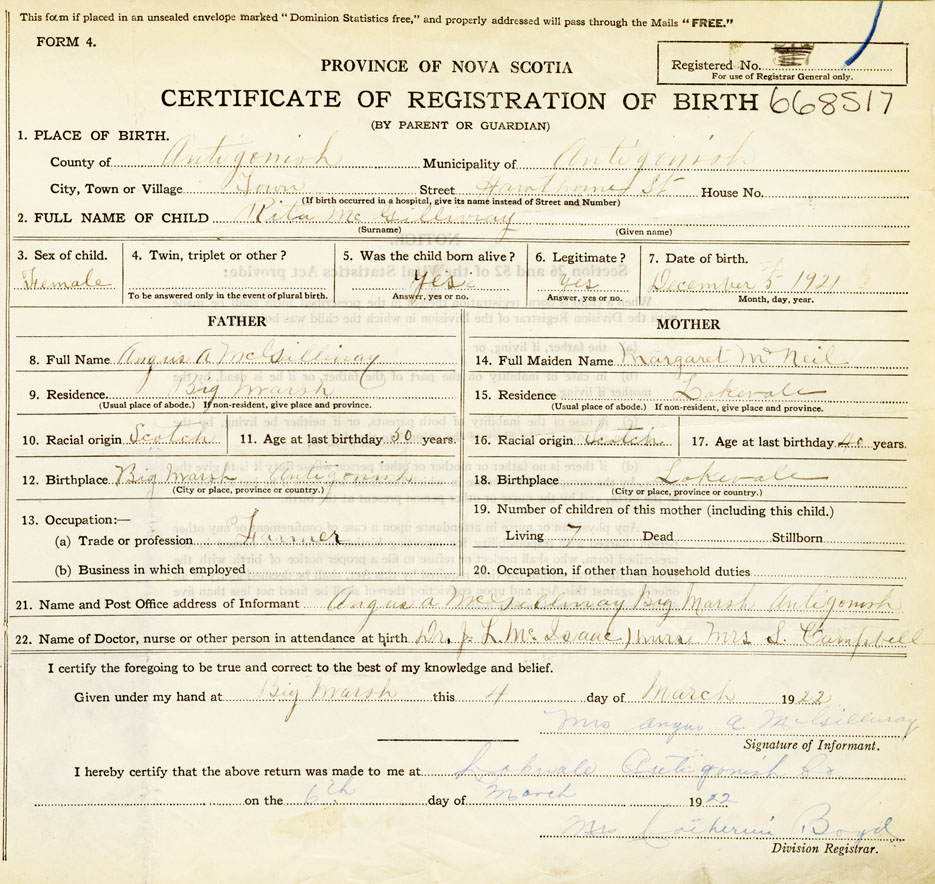 This form if placed in an unsealed envelope marked "Dominion Statistics free," and properly addressed will pass through the Mails "FREE."
FORM 4.
Registered No.
For use of Registrar General only.
PROVINCE OF NOVA SCOTIA
CERTIFICATE OF REGISTRATION OF BIRTH 668517
(BY PARENT OR GUARDIAN)
1. PLACE OF BIRTH.
County of Antigonish Municipality of Antigonish
City, Town or Village Town Street Hawthorne St House No.
(If birth occurred in a hospital, give its name instead of Street and Number)
2. FULL NAME OF CHILD Rita McGillivray
(Surname) (Given name)
3. Sex of child. Female
4. Twin, triplet or other?
To be answered only in the event of plural birth.
5. Was the child born alive? Yes
Answer, yes or no.
6. Legitimate? Yes
Answer, yes or no.
7. Date of birth. December 5 1921
Month, day, year.
FATHER
8. Full Name Angus A McGillivray
9. Residence Big Marsh
(Usual place of abode.) If non-resident, give place and province.
10. Racial origin Scotch 11. Age at last birthday 50 years.
12. Birthplace Big Marsh Antigonish
(City or place, province or country.)
13. Occupation:—
(a) Trade or profession Farmer
(b) Business in which employed
MOTHER
14. Full Maiden Name Margaret McNeil
15. Residence Lakevale
(Usual place of abode.) If non-resident, give place and province.
16. Racial origin Scotch 17. Age at last birthday 40 years.
18. Birthplace Lakevale
(City or place, province or country.)
19. Number of children of this mother (including this child.)
Living 7 Dead Stillborn
20. Occupation, if other than household duties
21. Name and Post Office address of Informant Angus A McGillivray Big Marsh Antigonish
22. Name of Doctor, nurse or other person in attendance at birth Dr. J. L. McIsaac, nurse Mrs S. Campbell
I certify the foregoing to be true and correct to the best of my knowledge and belief.
Given under my hand at Big Marsh this 4 day of March 1922
Mrs Angus A. McGillivray
Signature of Informant.
I hereby certify that the above return was made to me at Lakevale Antigonish Co
on the 6th day of March 1922
Mrs Catherine Boyd
Division Registrar.